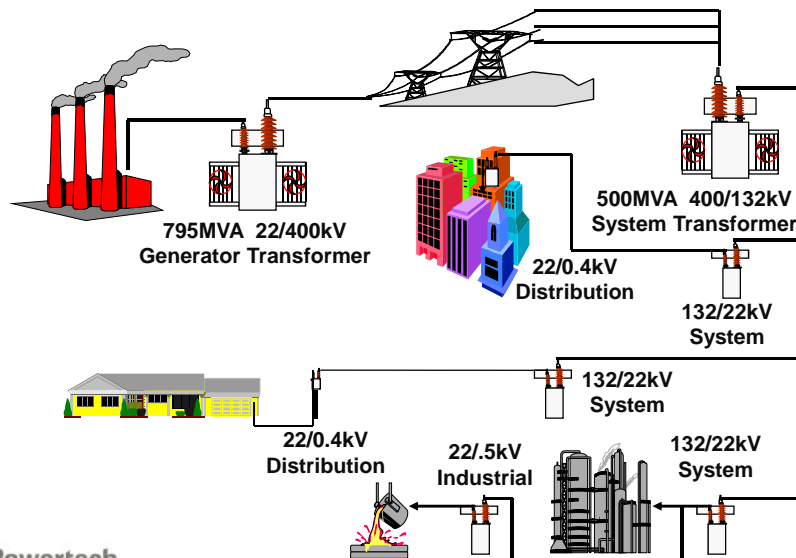 795MVA  22/400kV
Generator Transformer
500MVA  400/132kV
System Transformer
22/0.4kV
Distribution
132/22kV
System
132/22kV
System
22/0.4kV
Distribution
22/.5kV
Industrial
132/22kV
System
Powertech